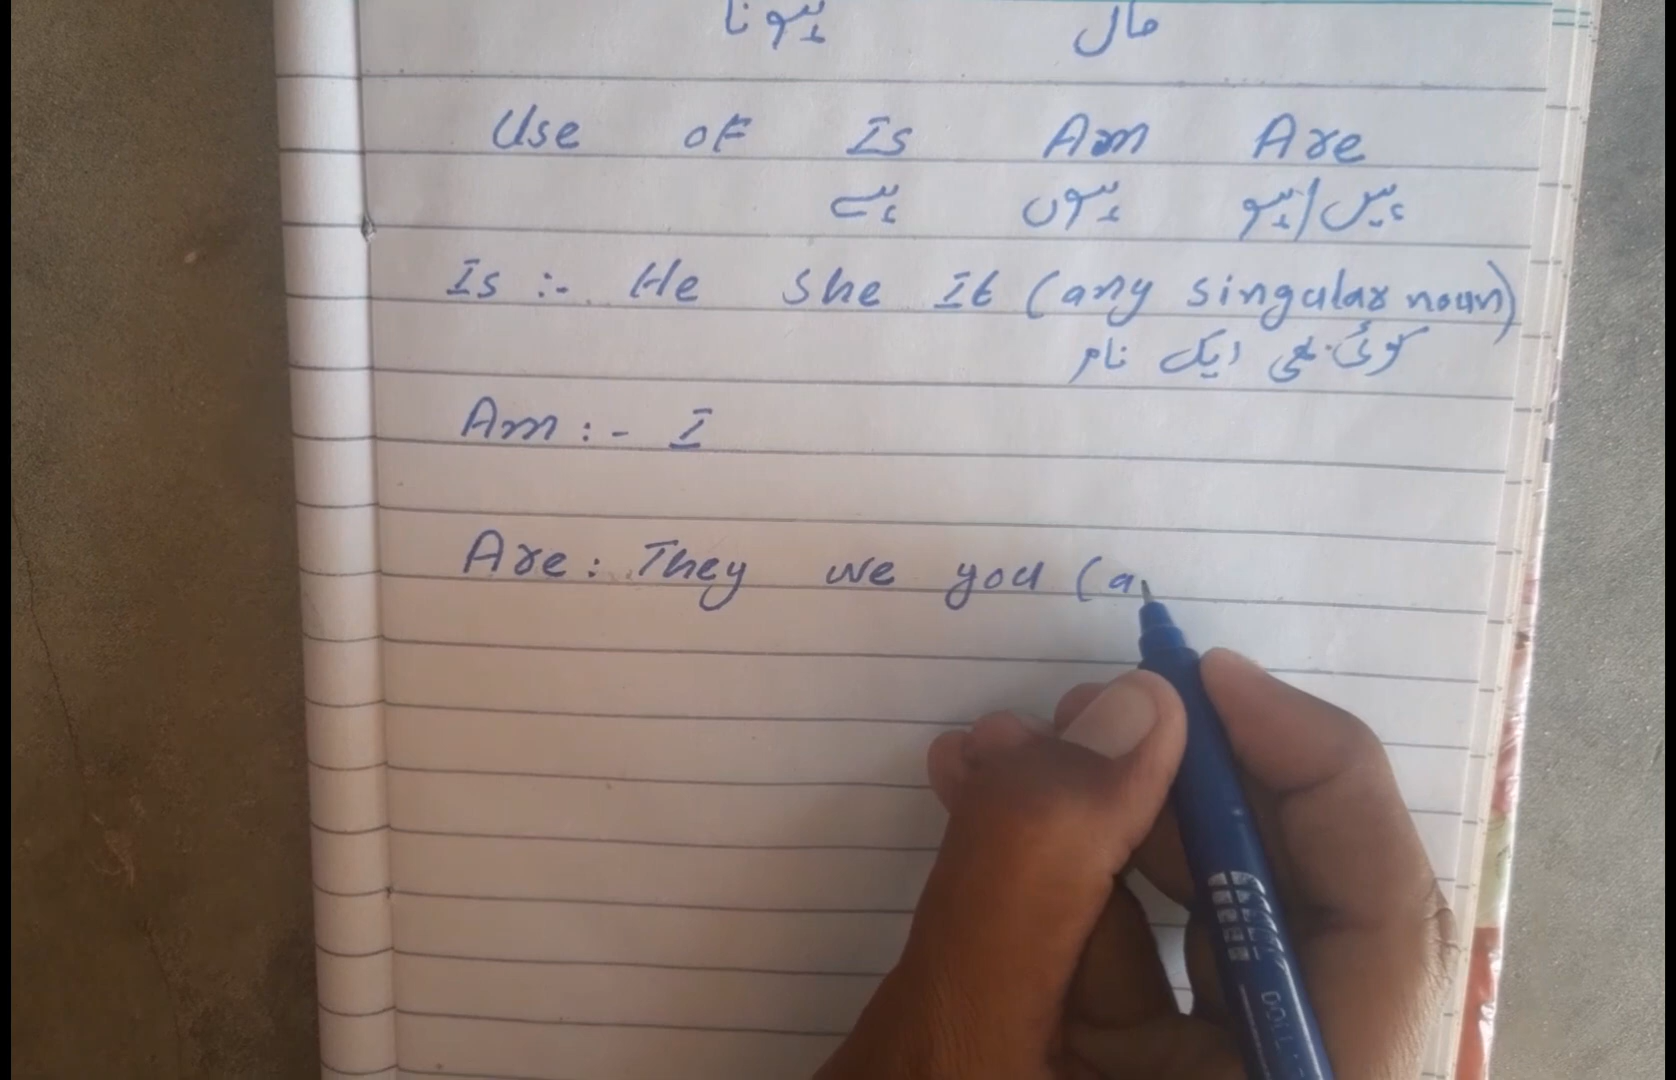 حال ہونا
Use of Is Am Are
ہے ہوں ہیں/ہو
Is :- He She It (any singular noun)
کوئی بھی ایک نام
Am :- I
Are : They we you (a
DOLL